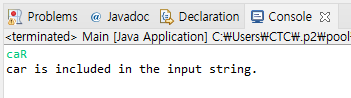 Problems @ Javadoc Declaration Console
<terminated> Main [Java Application] C:₩Users₩CTC₩.p2₩pool
caR
car is included in the input string.